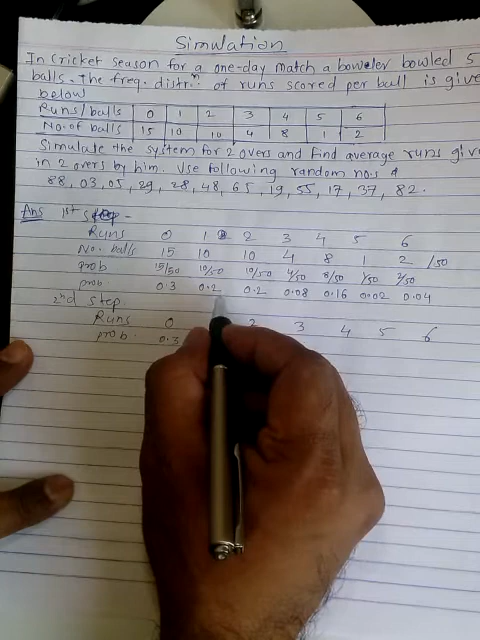 Simulation
In Cricket season for a one-day match a bowler bowled 5
balls. The freq. distrⁿ of runs scored per ball is give
below
Runs/balls 0 1 2 3 4 5 6
No. of balls 15 10 10 4 8 1 2
Simulate the system for 2 overs and find average runs giv
in 2 overs by him. Use following random no.s
88, 03, 05, 29, 28, 48, 65, 19, 55, 17, 37, 82.
Ans 1st step -
Runs 0 1 2 3 4 5 6
No. balls 15 10 10 4 8 1 2 /50
prob 15/50 10/50 10/50 4/50 8/50 1/50 2/50
prob 0.3 0.2 0.2 0.08 0.16 0.02 0.04
2nd step
Runs 0 2 3 4 5 6
prob. 0.3